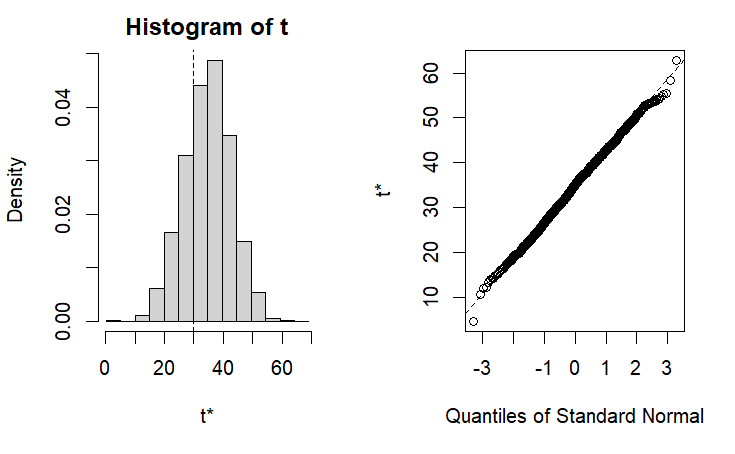 Histogram of t
Density
0.00 0.02 0.04
0 20 40 60
t*
t*
10 20 30 40 50 60
-3 -1 0 1 2 3
Quantiles of Standard Normal